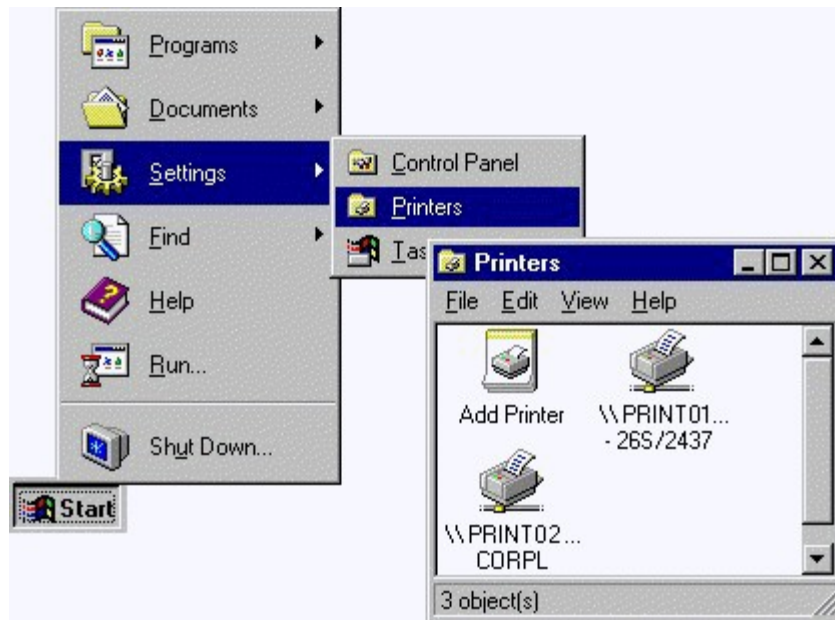 Programs
Documents
Settings
Find
Help
Run...
Shut Down...
Start
Control Panel
Printers
Printers
File Edit View Help
Add Printer
\\PRINT01...
- 26S/2437
\\PRINT02...
CORPL
3 object(s)